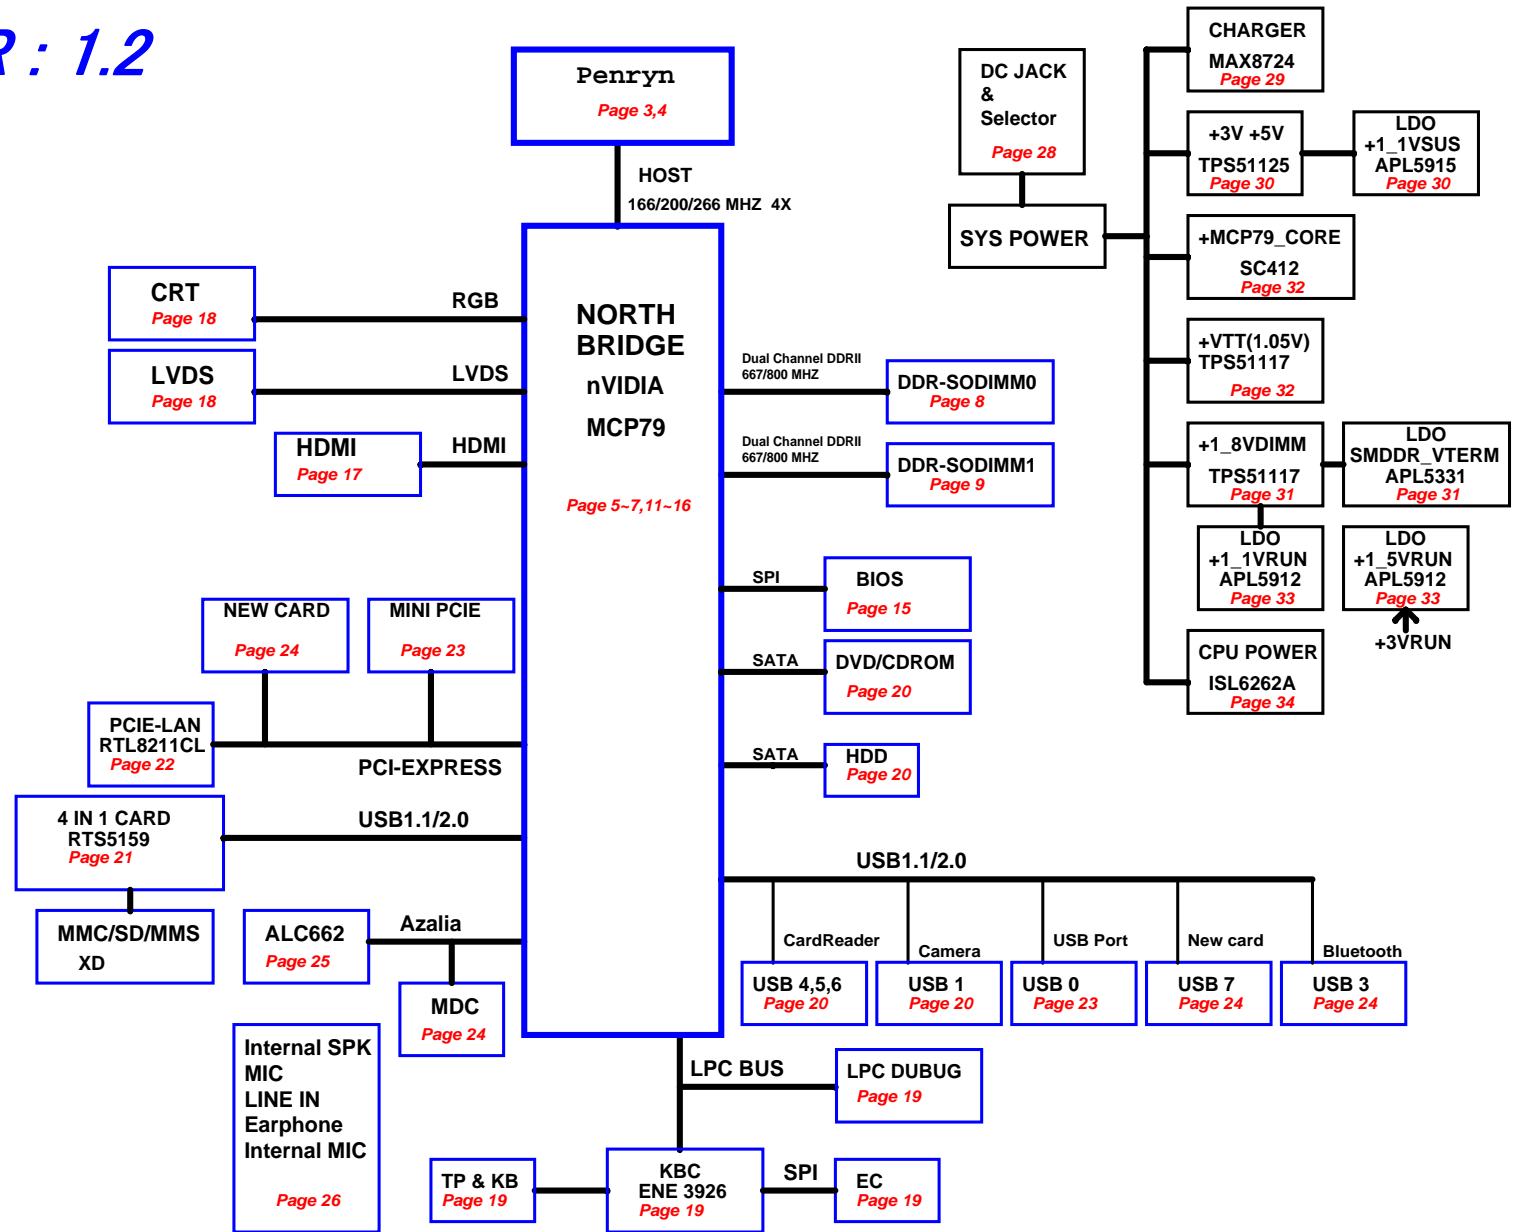 R : 1.2
Penryn
Page 3,4
HOST
166/200/266 MHZ 4X
NORTH
BRIDGE
nVIDIA
MCP79
Page 5~7,11~16
CRT
Page 18
RGB
LVDS
Page 18
LVDS
HDMI
Page 17
HDMI
NEW CARD
Page 24
MINI PCIE
Page 23
PCIE-LAN
RTL8211CL
Page 22
PCI-EXPRESS
4 IN 1 CARD
RTS5159
Page 21
USB1.1/2.0
MMC/SD/MMS
XD
ALC662
Page 25
Azalia
MDC
Page 24
Internal SPK
MIC
LINE IN
Earphone
Internal MIC
Page 26
Dual Channel DDRII
667/800 MHZ
DDR-SODIMM0
Page 8
Dual Channel DDRII
667/800 MHZ
DDR-SODIMM1
Page 9
SPI
BIOS
Page 15
SATA
DVD/CDROM
Page 20
SATA
HDD
Page 20
USB1.1/2.0
CardReader
USB 4,5,6
Page 20
Camera
USB 1
Page 20
USB Port
USB 0
Page 23
New card
USB 7
Page 24
Bluetooth
USB 3
Page 24
LPC BUS
LPC DUBUG
Page 19
TP & KB
Page 19
KBC
ENE 3926
Page 19
SPI
EC
Page 19
DC JACK
&
Selector
Page 28
SYS POWER
CHARGER
MAX8724
Page 29
+3V +5V
TPS51125
Page 30
LDO
+1_1VSUS
APL5915
Page 30
+MCP79_CORE
SC412
Page 32
+VTT(1.05V)
TPS51117
Page 32
+1_8VDIMM
TPS51117
Page 31
LDO
SMDDR_VTERM
APL5331
Page 31
LDO
+1_1VRUN
APL5912
Page 33
LDO
+1_5VRUN
APL5912
Page 33
+3VRUN
CPU POWER
ISL6262A
Page 34